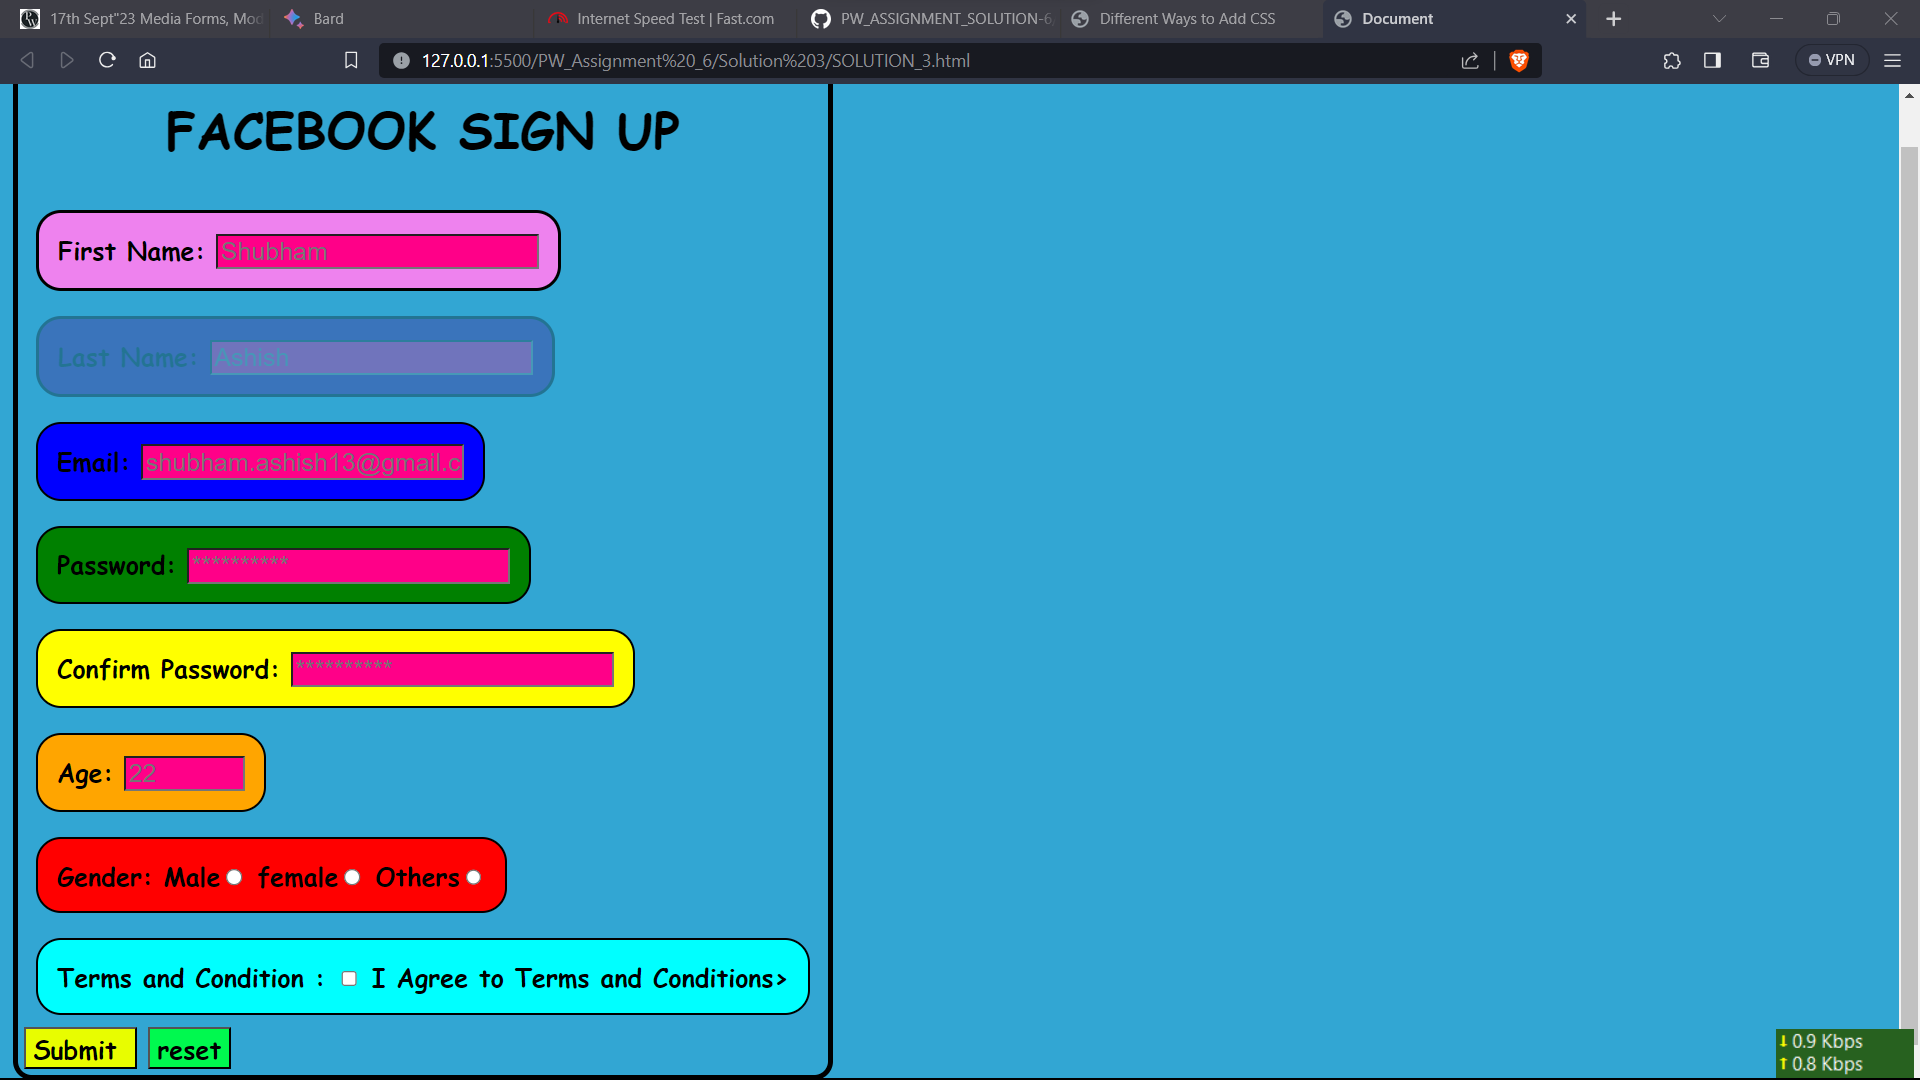 17th Sept"23 Media Forms, Mod
Bard
Internet Speed Test | Fast.com
PW_ASSIGNMENT_SOLUTION-6
Different Ways to Add CSS
Document
127.0.0.1:5500/PW_Assignment%20_6/Solution%203/SOLUTION_3.html
VPN
FACEBOOK SIGN UP
First Name: Shubham
Last Name: Ashish
Email: shubham.ashish13@gmail.c
Password: **********
Confirm Password: **********
Age: 22
Gender: Male female Others
Terms and Condition : I Agree to Terms and Conditions>
Submit reset
0.9 Kbps
0.8 Kbps